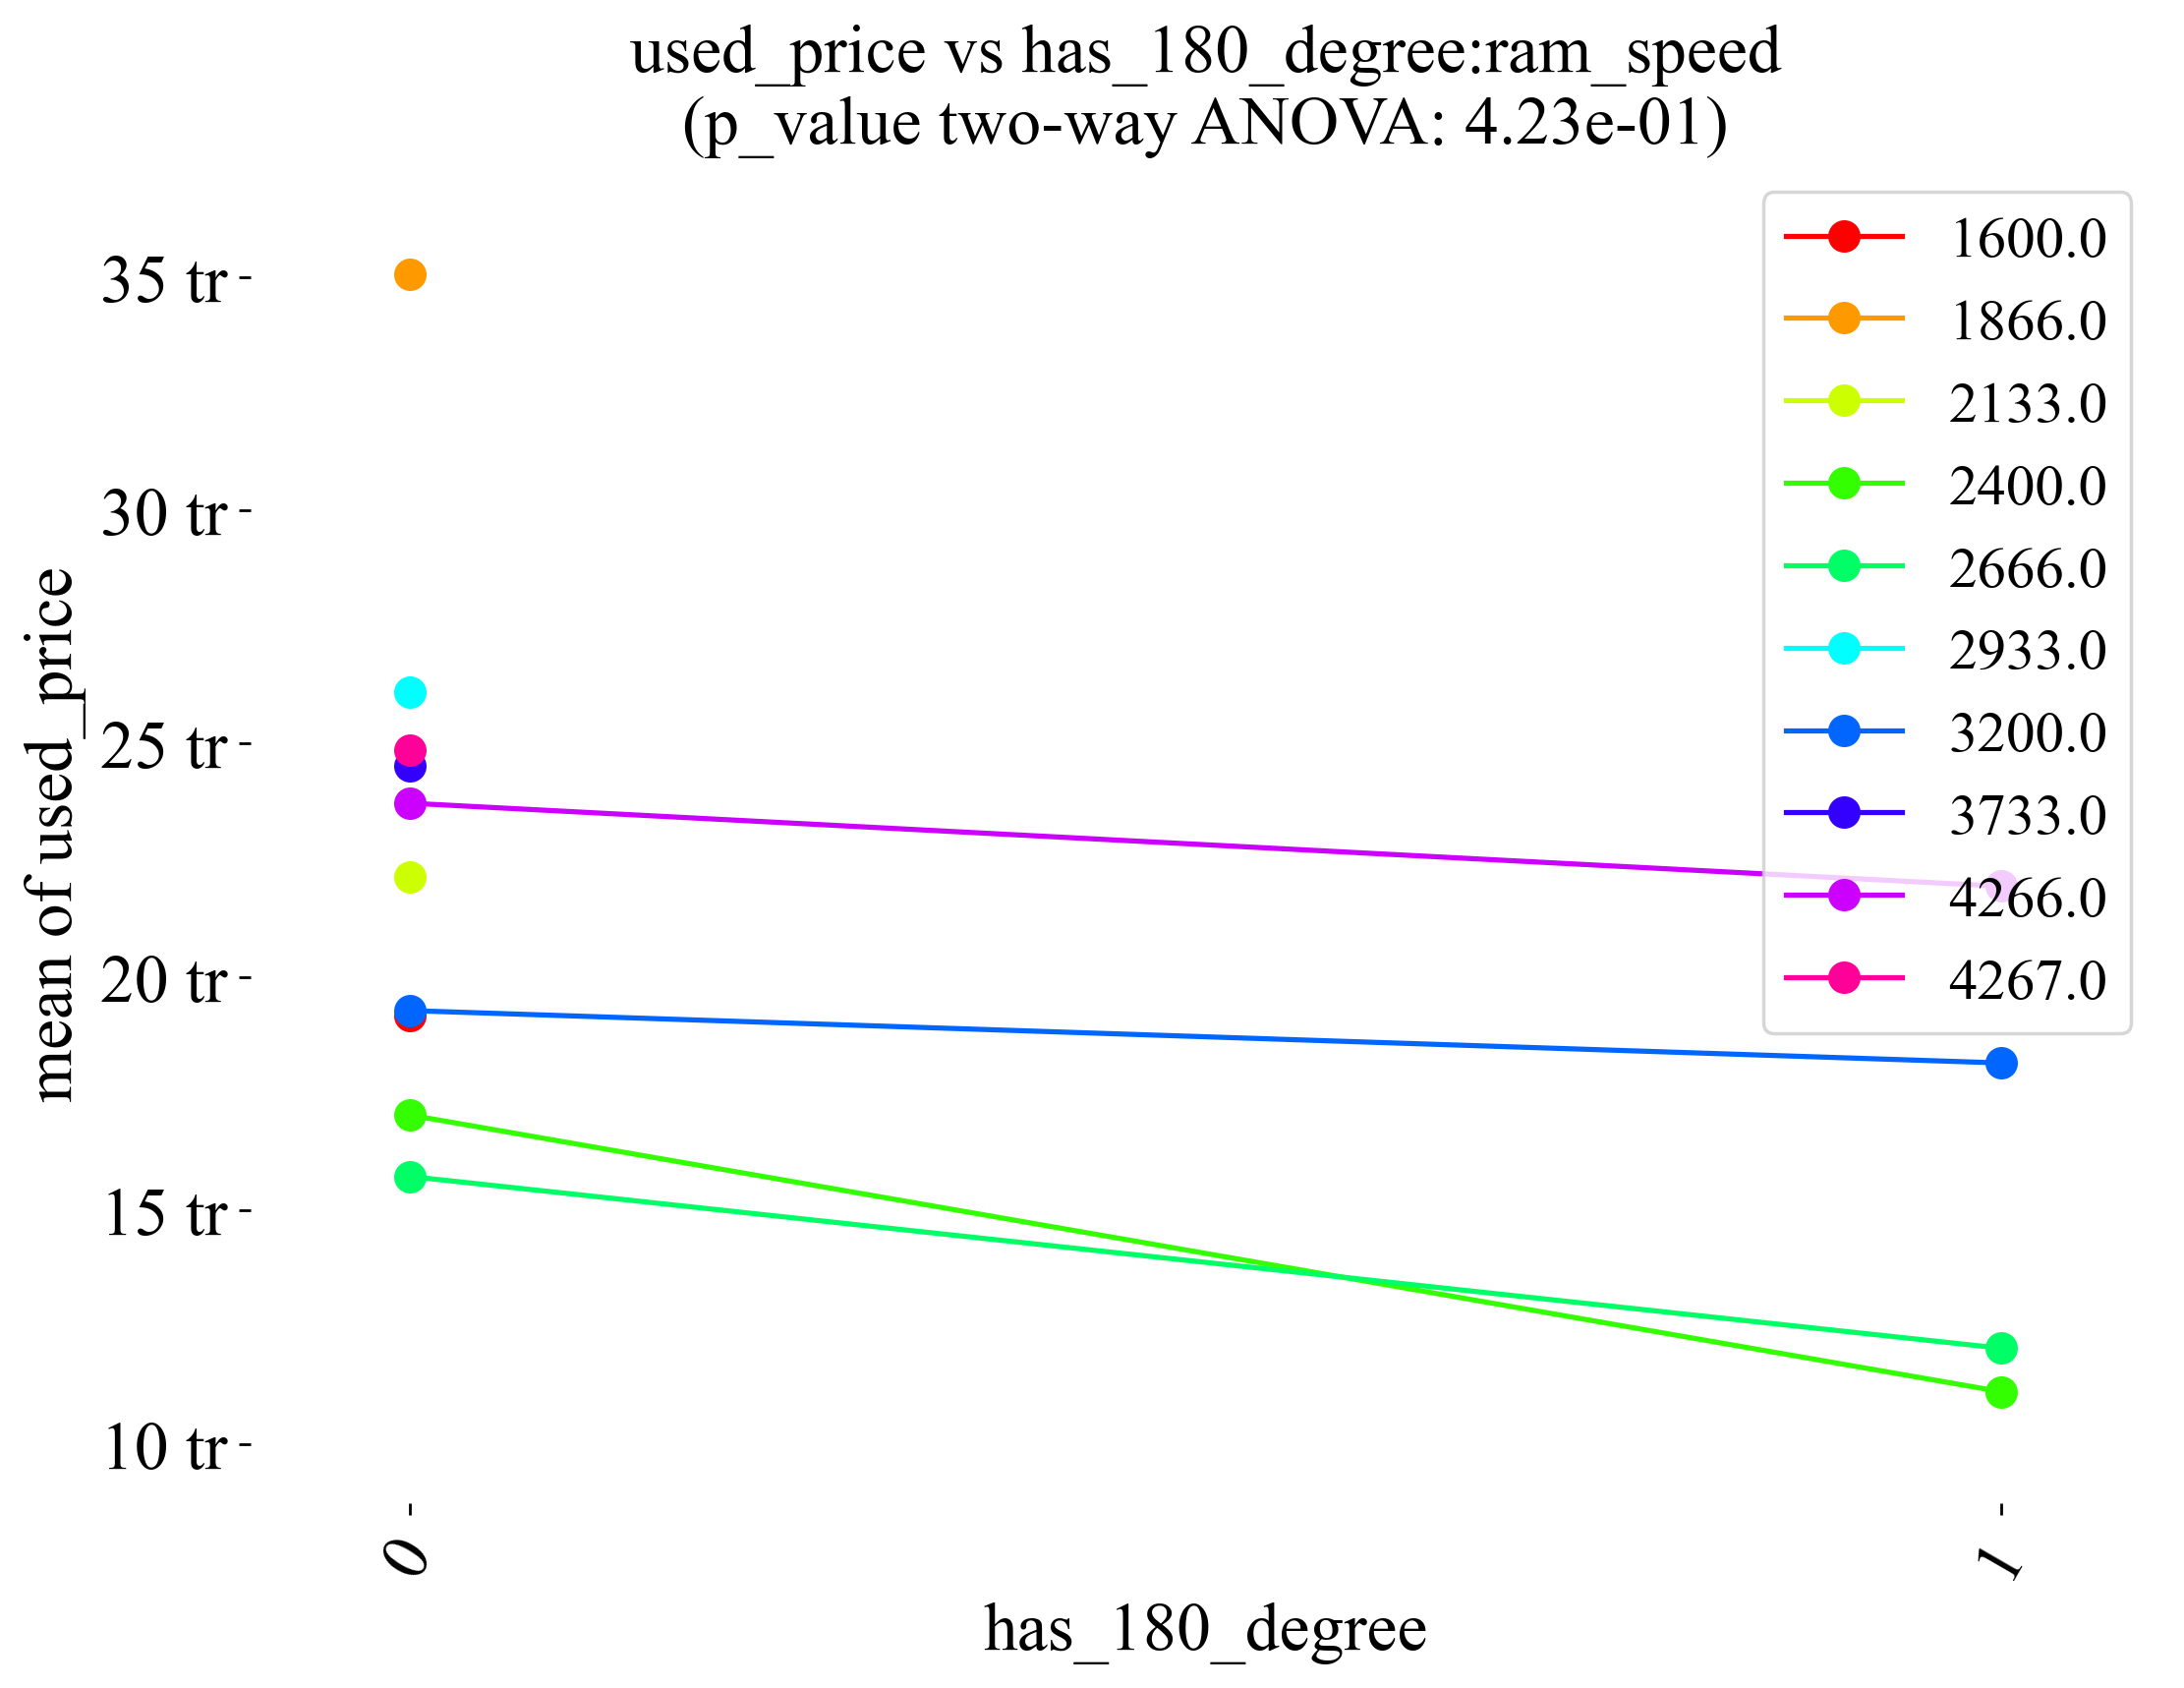 used_price vs has_180_degree:ram_speed
(p_value two-way ANOVA: 4.23e-01)
35 tr
30 tr
25 tr
20 tr
15 tr
10 tr
mean of used_price
1600.0
1866.0
2133.0
2400.0
2666.0
2933.0
3200.0
3733.0
4266.0
4267.0
0
1
has_180_degree